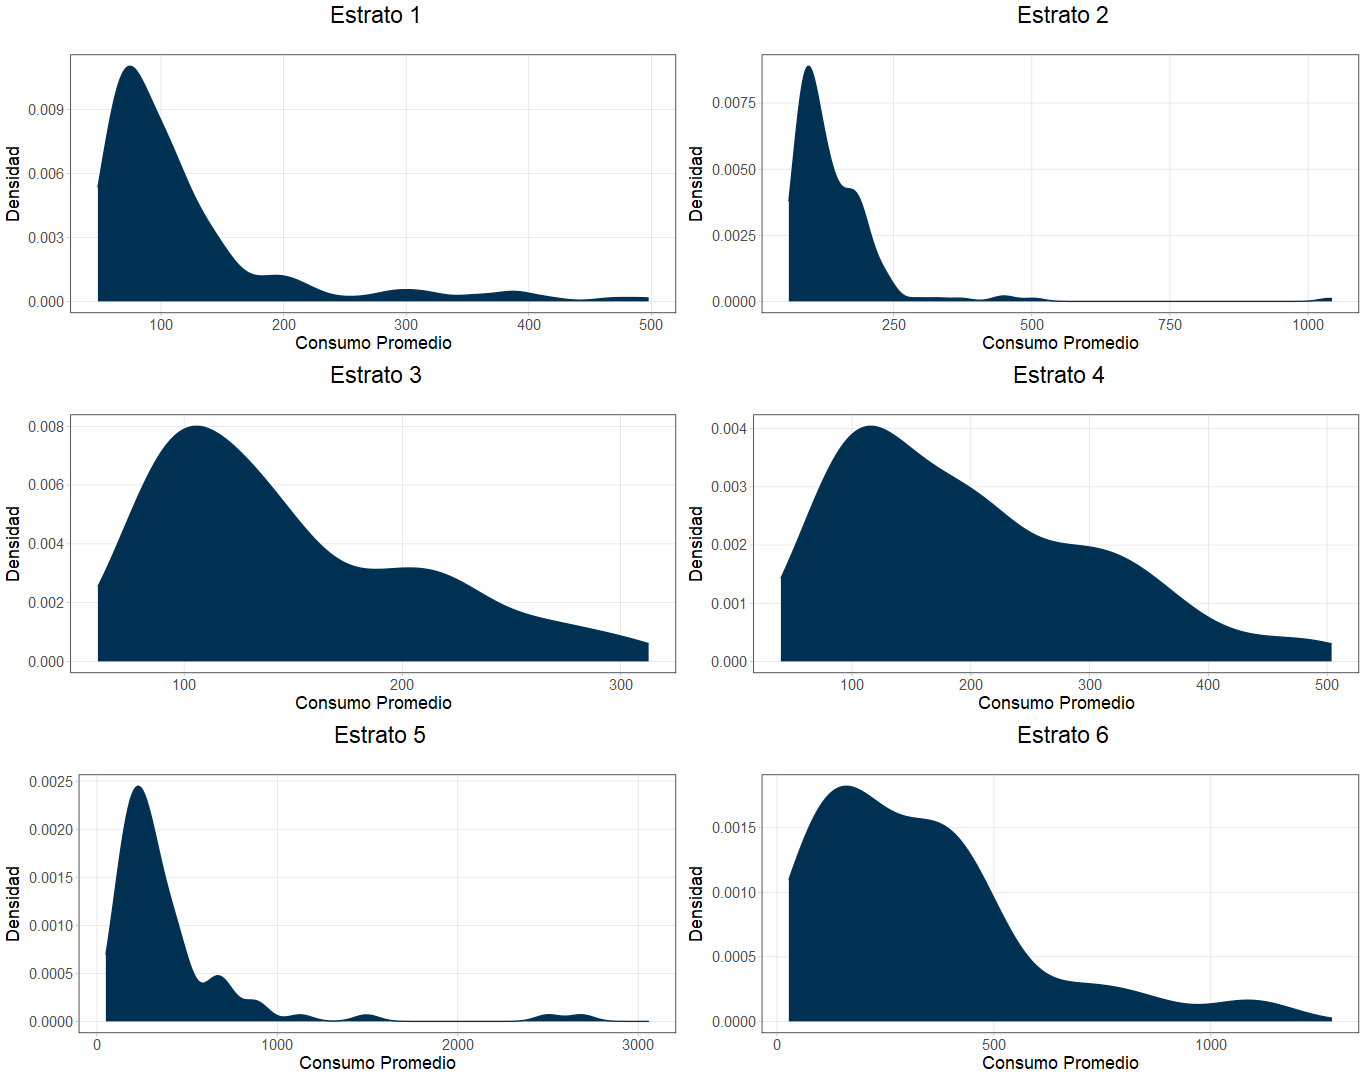 Estrato 1
Densidad
0.009
0.006
0.003
0.000
100 200 300 400 500
Consumo Promedio
Estrato 2
Densidad
0.0075
0.0050
0.0025
0.0000
250 500 750 1000
Consumo Promedio
Estrato 3
Densidad
0.008
0.006
0.004
0.002
0.000
100 200 300
Consumo Promedio
Estrato 4
Densidad
0.004
0.003
0.002
0.001
0.000
100 200 300 400 500
Consumo Promedio
Estrato 5
Densidad
0.0025
0.0020
0.0015
0.0010
0.0005
0.0000
0 1000 2000 3000
Consumo Promedio
Estrato 6
Densidad
0.0015
0.0010
0.0005
0.0000
0 500 1000
Consumo Promedio